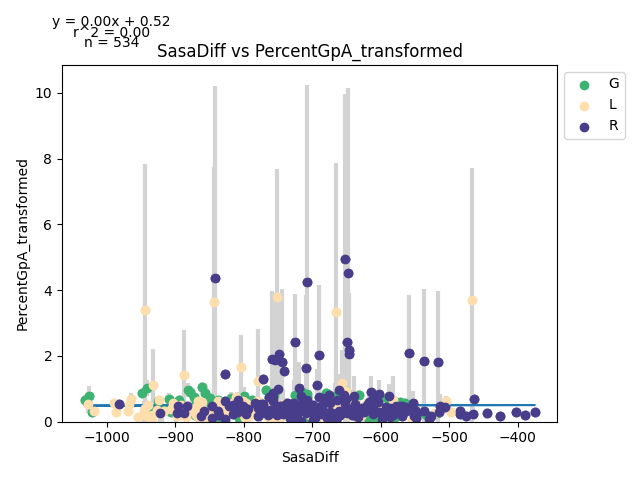 y = 0.00x + 0.52
r^2 = 0.00
n = 534
SasaDiff vs PercentGpA_transformed
G
L
R
PercentGpA_transformed
10
8
6
4
2
0
−1000
−900
−800
−700
−600
−500
−400
SasaDiff